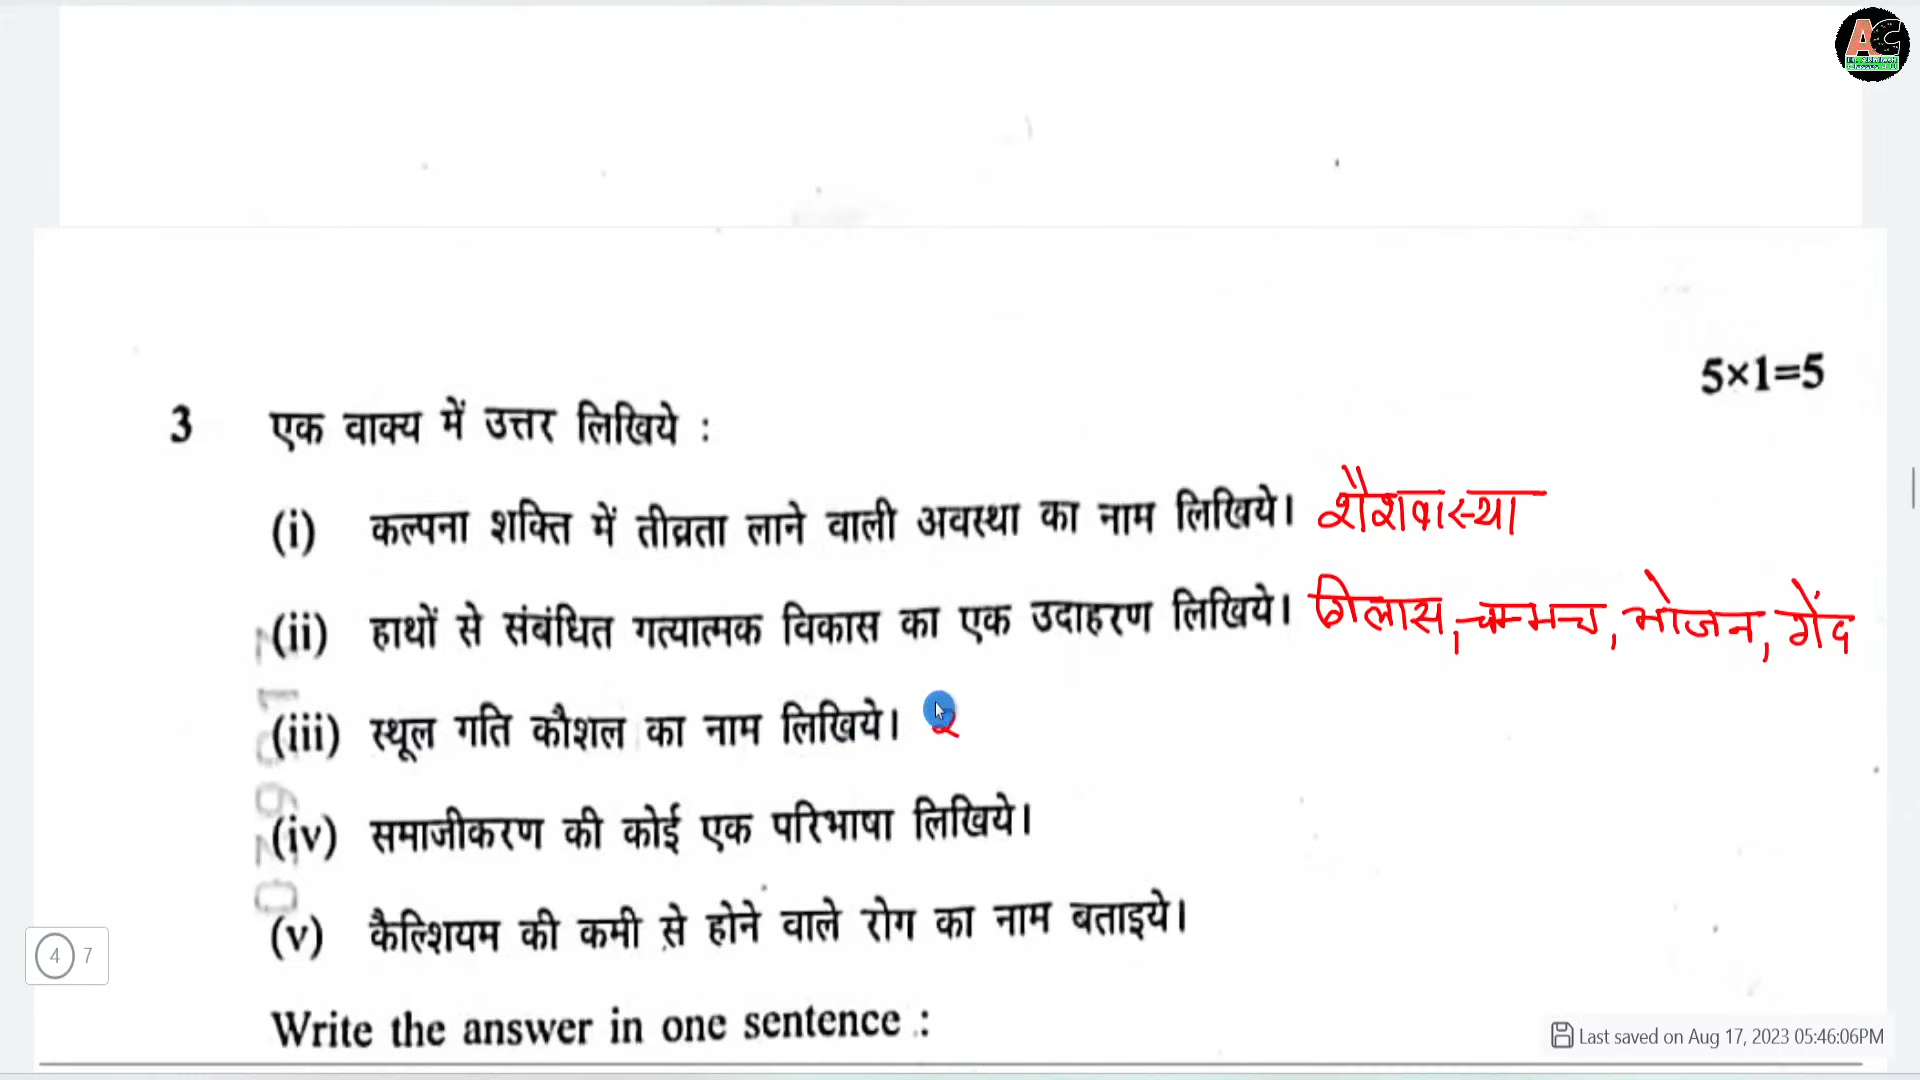 AC
5×1=5
3 एक वाक्य में उत्तर लिखिये :
(i) कल्पना शक्ति में तीव्रता लाने वाली अवस्था का नाम लिखिये। शैशवास्था
(ii) हाथों से संबंधित गत्यात्मक विकास का एक उदाहरण लिखिये। गिलास, चम्मच, भोजन, गेंद
(iii) स्थूल गति कौशल का नाम लिखिये।
(iv) समाजीकरण की कोई एक परिभाषा लिखिये।
(v) कैल्शियम की कमी से होने वाले रोग का नाम बताइये।
4 7
Write the answer in one sentence :
Last saved on Aug 17, 2023 05:46:06PM